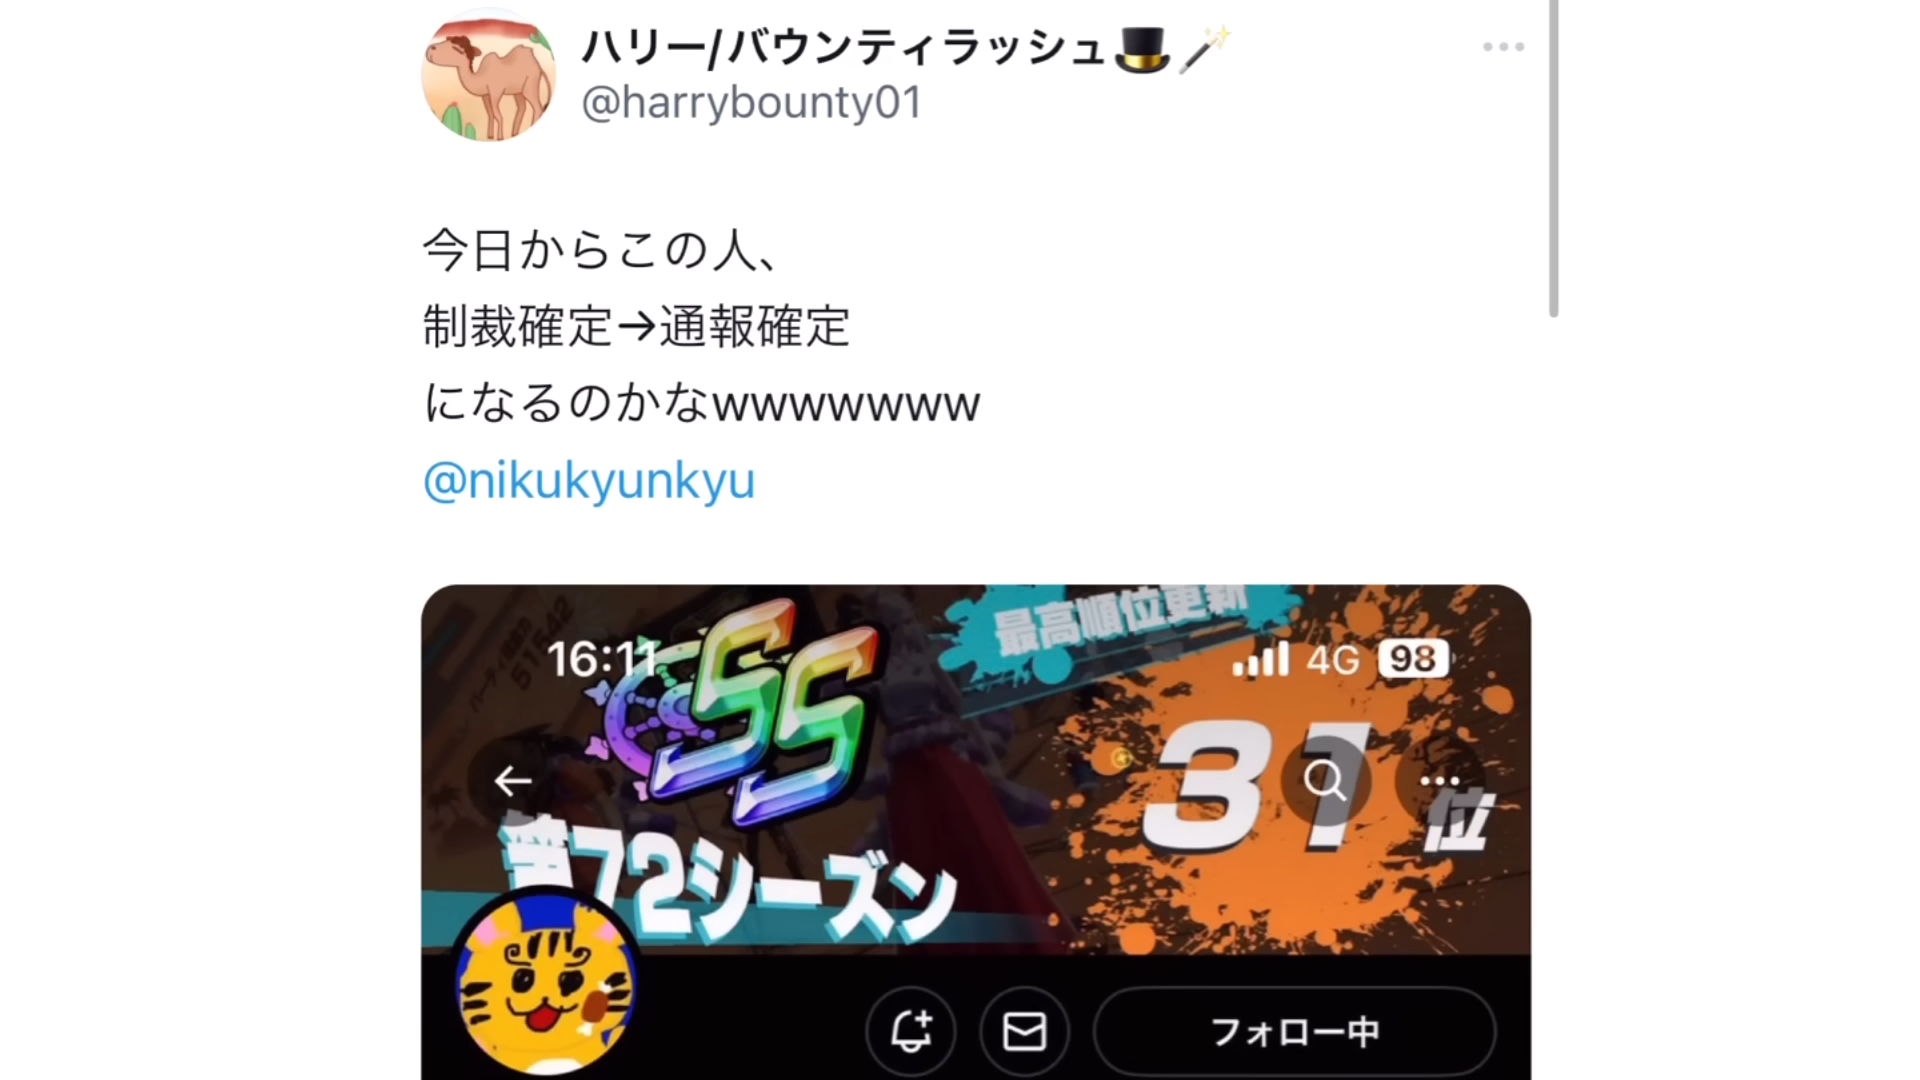 ハリー/バウンティラッシュ🎩🪄
@harrybounty01
今日からこの人、
制裁確定→通報確定
になるのかなwwwwwww
@nikukyunkyu
最高順位更新
16:11
4G 98
SS
31位
第72シーズン
フォロー中